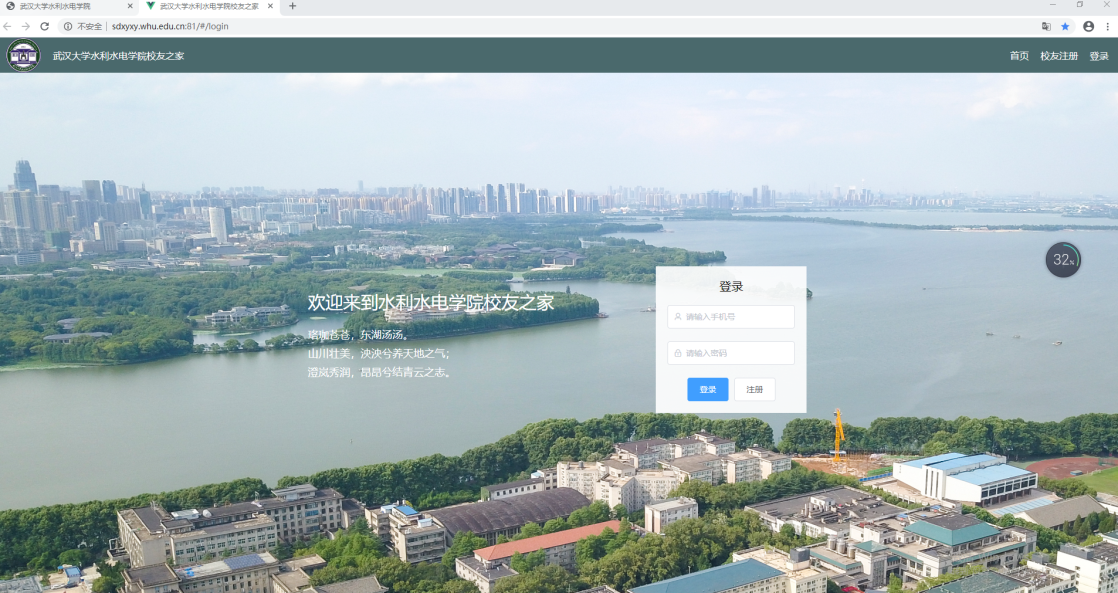 武汉大学水利水电学院
武汉大学水利水电学院校友之家
不安全
sdxyxy.whu.edu.cn:81/#/login
武汉大学水利水电学院校友之家
首页
校友注册
登录
欢迎来到水利水电学院校友之家
珞珈苍苍，东湖汤汤。
山川壮美，泱泱兮养天地之气；
澄岚秀润，昂昂兮结青云之志。
登录
请输入手机号
请输入密码
登录
注册
32%